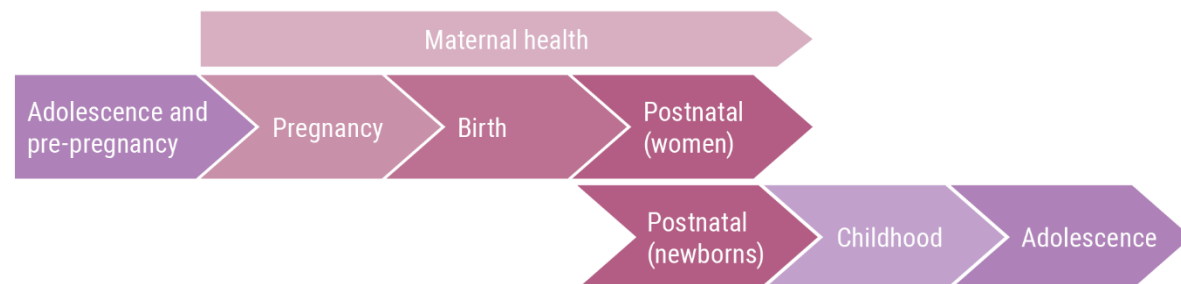 Maternal health
Adolescence and
pre-pregnancy
Pregnancy
Birth
Postnatal
(women)
Postnatal
(newborns)
Childhood
Adolescence